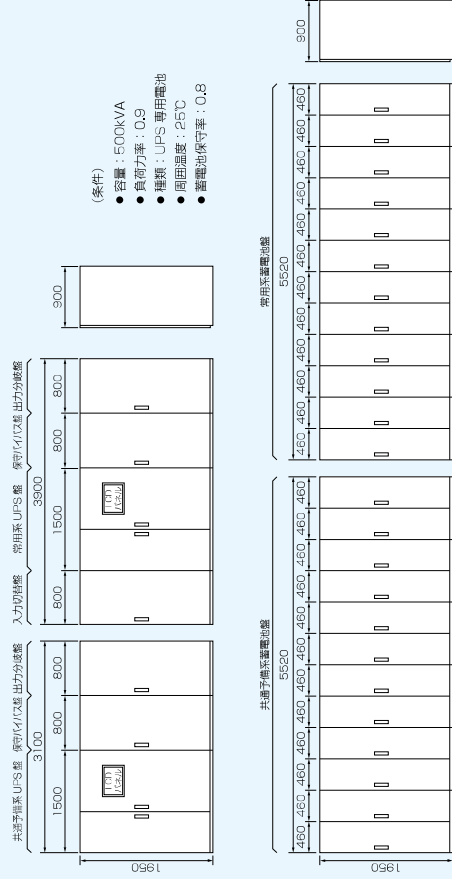 共通予備系 UPS 盤 保守バイパス盤 出力分岐盤
3100
1500 800 800
LCD
パネル
1950
入力切替盤 常用系 UPS 盤 保守バイパス盤 出力分岐盤
3900
800 1500 800 800
LCD
パネル
900
(条件)
● 容量：500kVA
● 負荷力率：0.9
● 種類：UPS 専用電池
● 周囲温度：25℃
● 蓄電池保守率：0.8
共通予備系蓄電池盤
5520
460 460 460 460 460 460 460 460 460 460 460 460
1950
常用系蓄電池盤
5520
460 460 460 460 460 460 460 460 460 460 460 460
900